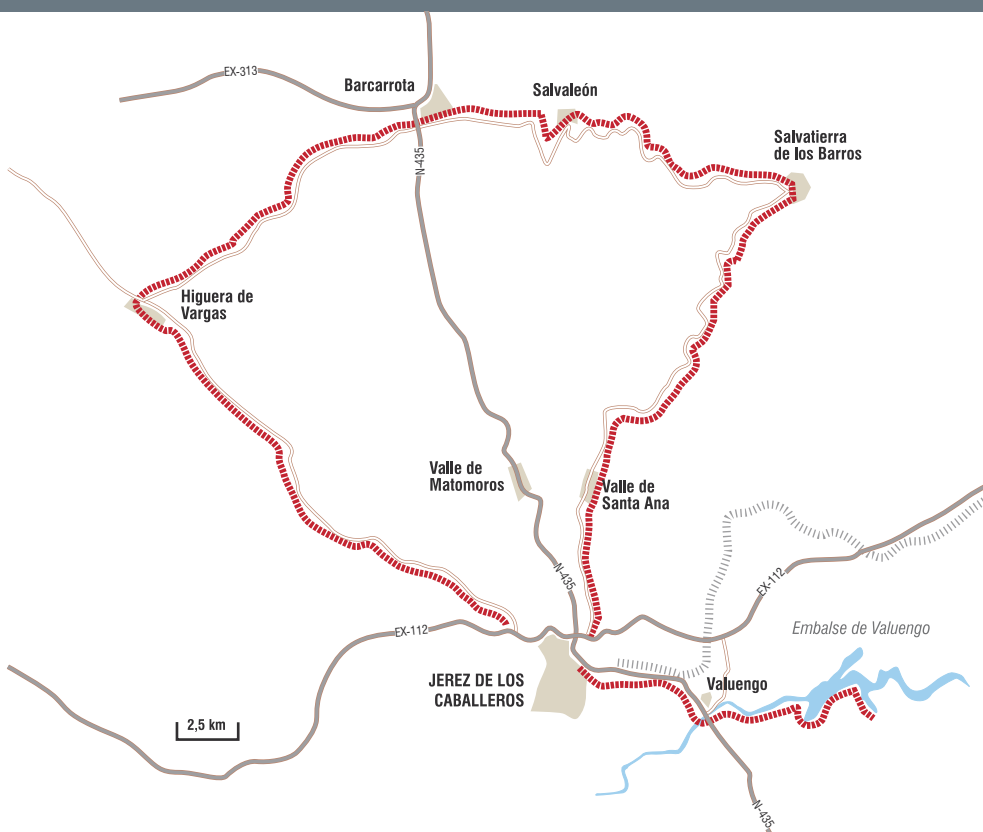 EX-313
Barcarrota
Salvaleón
Salvatierra
de los Barros
N-435
Higuera de
Vargas
Valle de
Matomoros
Valle de
Santa Ana
N-435
EX-112
EX-112
Embalse de Valuengo
JEREZ DE LOS
CABALLEROS
Valuengo
2,5 km
N-435